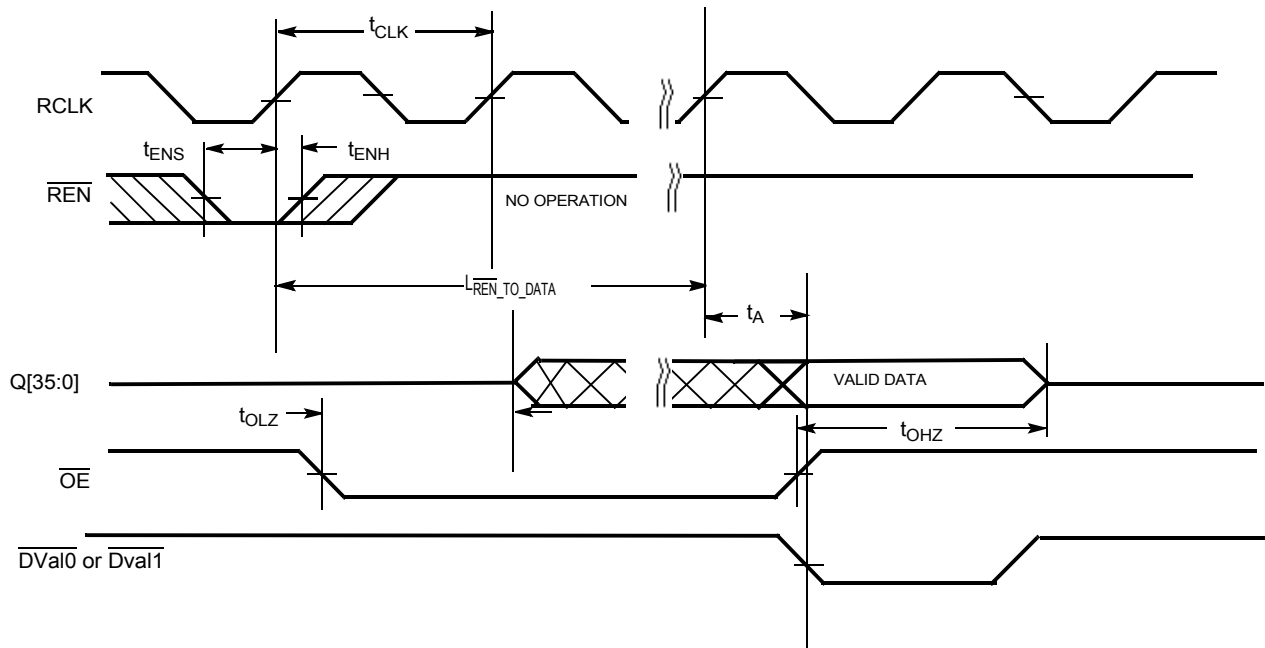 tCLK
RCLK
tENS
tENH
REN
NO OPERATION
LREN_TO_DATA
tA
Q[35:0]
VALID DATA
tOLZ
tOHZ
OE
DVal0 or Dval1